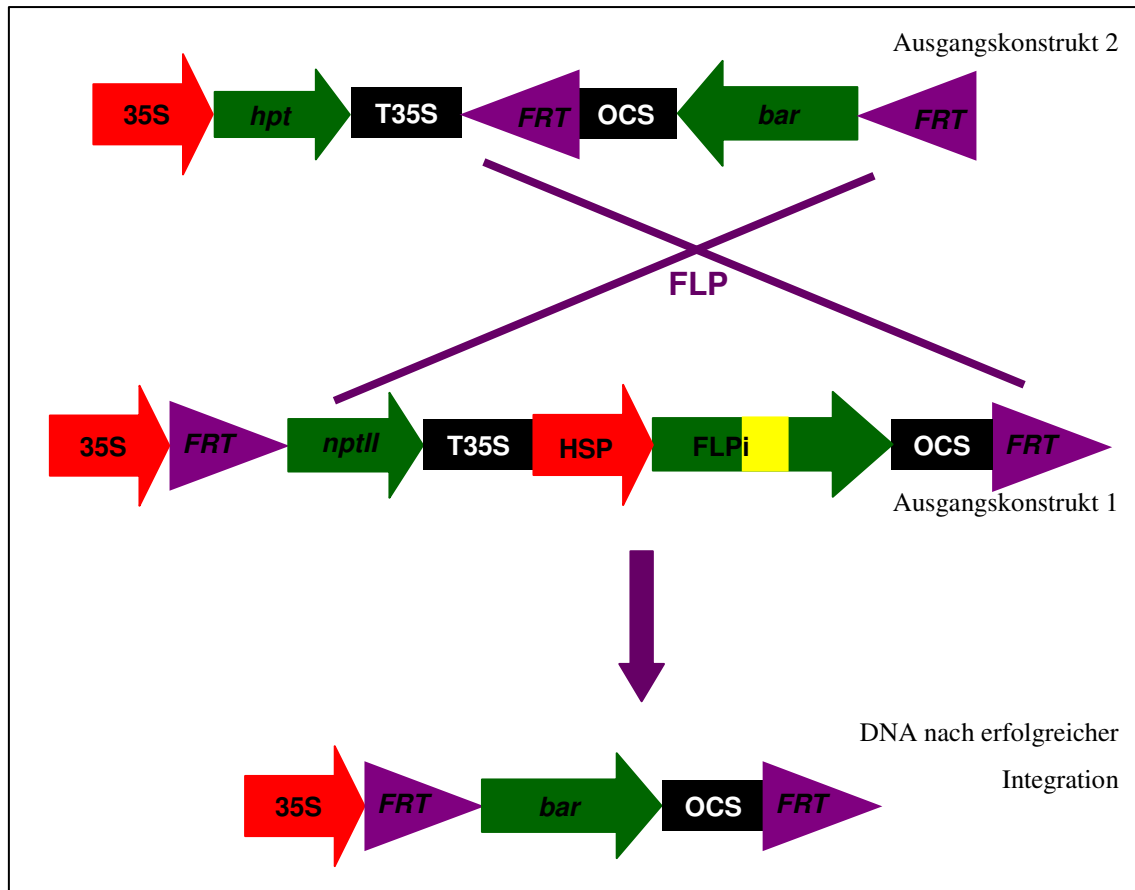 Ausgangskonstrukt 2
35S hpt T35S FRT OCS bar FRT
FLP
35S FRT nptII T35S HSP FLPi OCS FRT
Ausgangskonstrukt 1
DNA nach erfolgreicher
Integration
35S FRT bar OCS FRT